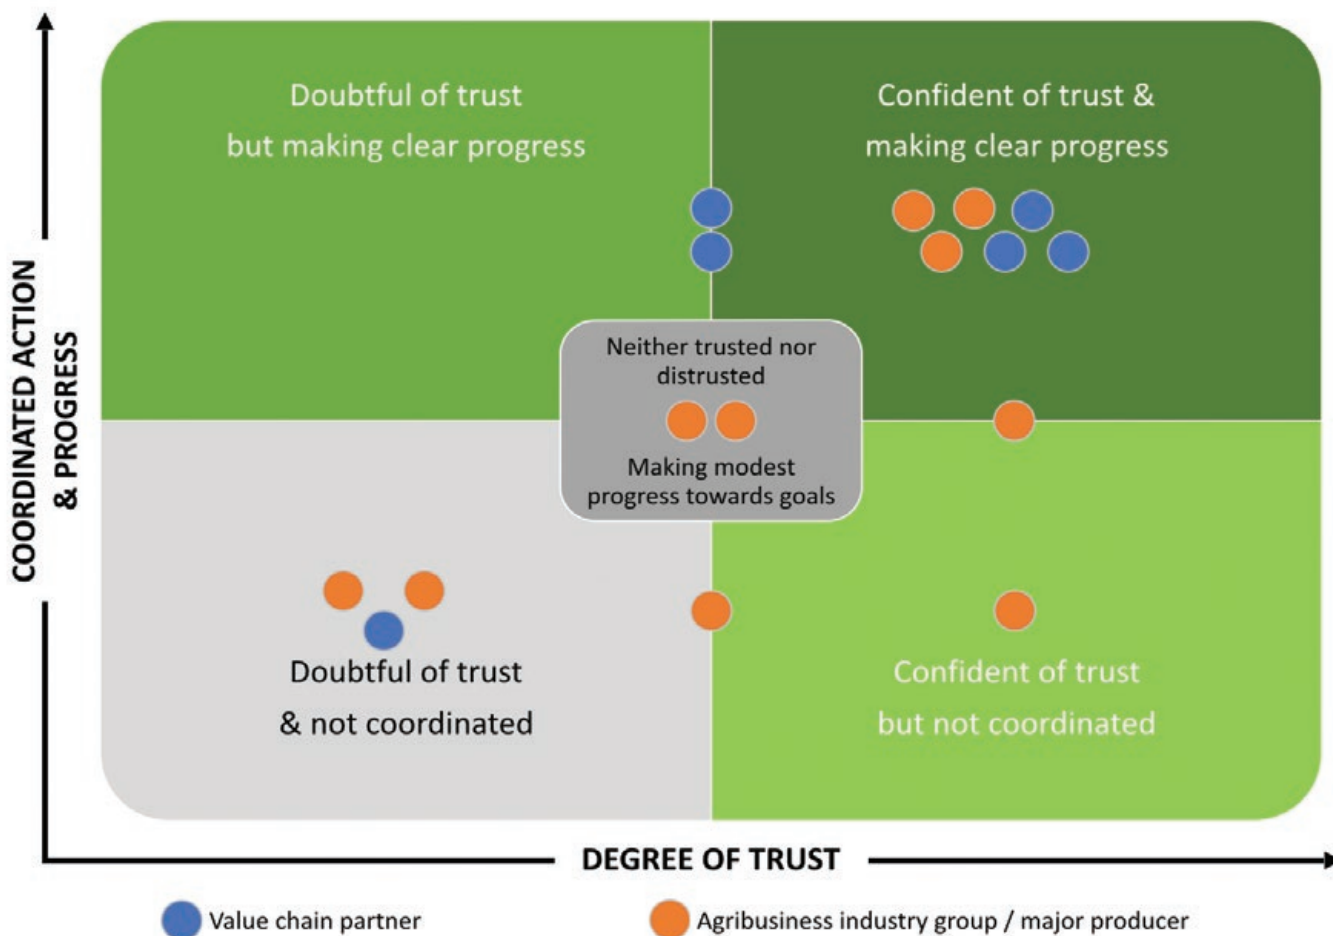 Doubtful of trust
but making clear progress
Confident of trust &
making clear progress
Neither trusted nor
distrusted
Making modest
progress towards goals
Doubtful of trust
& not coordinated
Confident of trust
but not coordinated
COORDINATED ACTION
& PROGRESS
DEGREE OF TRUST
Value chain partner
Agribusiness industry group / major producer